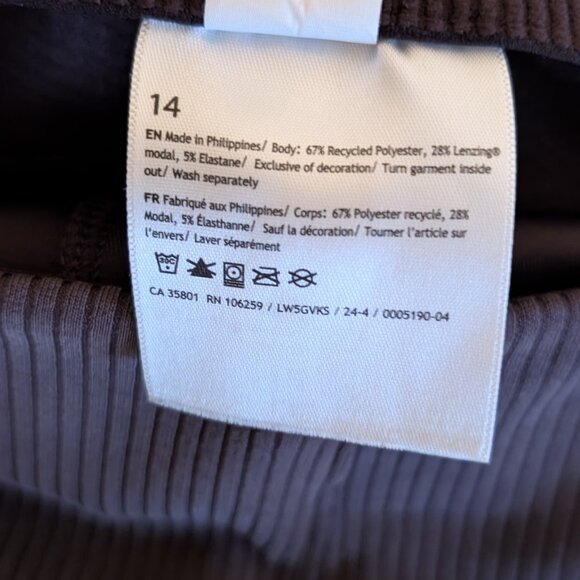 14
EN Made in Philippines/ Body: 67% Recycled Polyester, 28% Lenzing®
modal, 5% Elastane/ Exclusive of decoration/ Turn garment inside
out/ Wash separately
FR Fabriqué aux Philippines/ Corps: 67% Polyester recyclé, 28%
Modal, 5% Élasthanne/ Sauf la décoration/ Tourner l'article sur
l'envers/ Laver séparément
30C
CA 35801 RN 106259 / LW5GVKS / 24-4 / 0005190-04